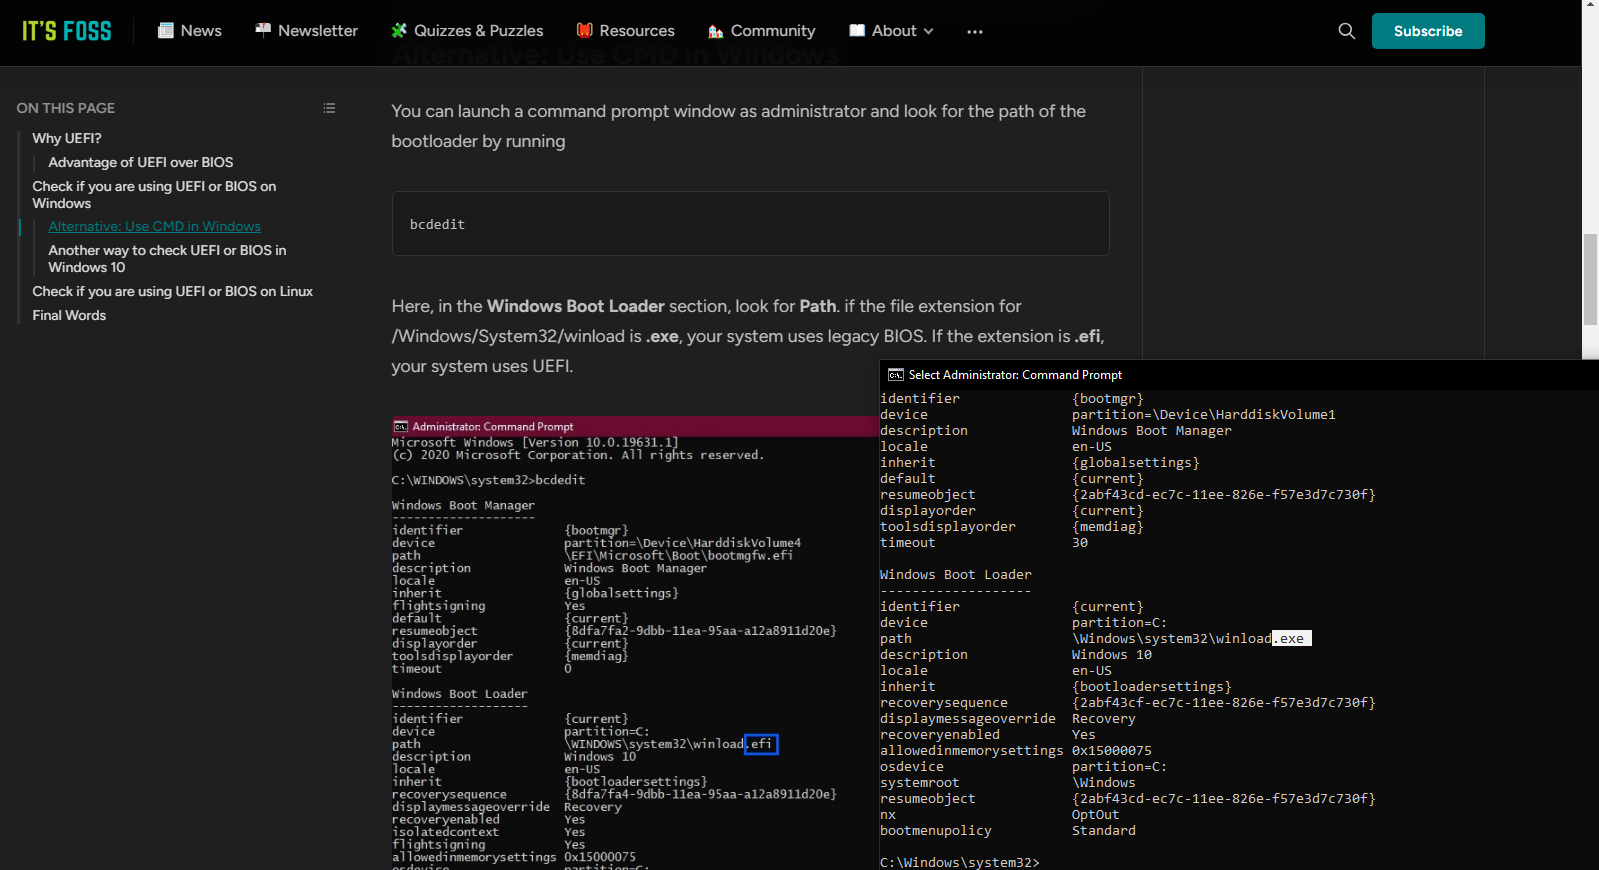 IT'S FOSS
News
Newsletter
Quizzes & Puzzles
Resources
Community
About
...
Subscribe
ON THIS PAGE
Why UEFI?
Advantage of UEFI over BIOS
Check if you are using UEFI or BIOS on
Windows
Alternative: Use CMD in Windows
Another way to check UEFI or BIOS in
Windows 10
Check if you are using UEFI or BIOS on Linux
Final Words
Alternative: Use CMD in Windows
You can launch a command prompt window as administrator and look for the path of the
bootloader by running
bcdedit
Here, in the Windows Boot Loader section, look for Path. if the file extension for
/Windows/System32/winload is .exe, your system uses legacy BIOS. If the extension is .efi,
your system uses UEFI.
Administrator: Command Prompt
Microsoft Windows [Version 10.0.19631.1]
(c) 2020 Microsoft Corporation. All rights reserved.
C:\WINDOWS\system32>bcdedit
Windows Boot Manager
--------------------
identifier {bootmgr}
device partition=\Device\HarddiskVolume4
path \EFI\Microsoft\Boot\bootmgfw.efi
description Windows Boot Manager
locale en-US
inherit {globalsettings}
flightsigning Yes
default {current}
resumeobject {8dfa7fa2-9dbb-11ea-95aa-a12a8911d20e}
displayorder {current}
toolsdisplayorder {memdiag}
timeout 0
Windows Boot Loader
-------------------
identifier {current}
device partition=C:
path \WINDOWS\system32\winload.efi
description Windows 10
locale en-US
inherit {bootloadersettings}
recoverysequence {8dfa7fa4-9dbb-11ea-95aa-a12a8911d20e}
displaymessageoverride Recovery
recoveryenabled Yes
isolatedcontext Yes
flightsigning Yes
allowedinmemorysettings 0x15000075
osdevice partition=C:
Select Administrator: Command Prompt
identifier {bootmgr}
device partition=\Device\HarddiskVolume1
description Windows Boot Manager
locale en-US
inherit {globalsettings}
default {current}
resumeobject {2abf43cd-ec7c-11ee-826e-f57e3d7c730f}
displayorder {current}
toolsdisplayorder {memdiag}
timeout 30
Windows Boot Loader
-------------------
identifier {current}
device partition=C:
path \Windows\system32\winload.exe
description Windows 10
locale en-US
inherit {bootloadersettings}
recoverysequence {2abf43cf-ec7c-11ee-826e-f57e3d7c730f}
displaymessageoverride Recovery
recoveryenabled Yes
allowedinmemorysettings 0x15000075
osdevice partition=C:
systemroot \Windows
resumeobject {2abf43cd-ec7c-11ee-826e-f57e3d7c730f}
nx OptOut
bootmenupolicy Standard
C:\Windows\system32>